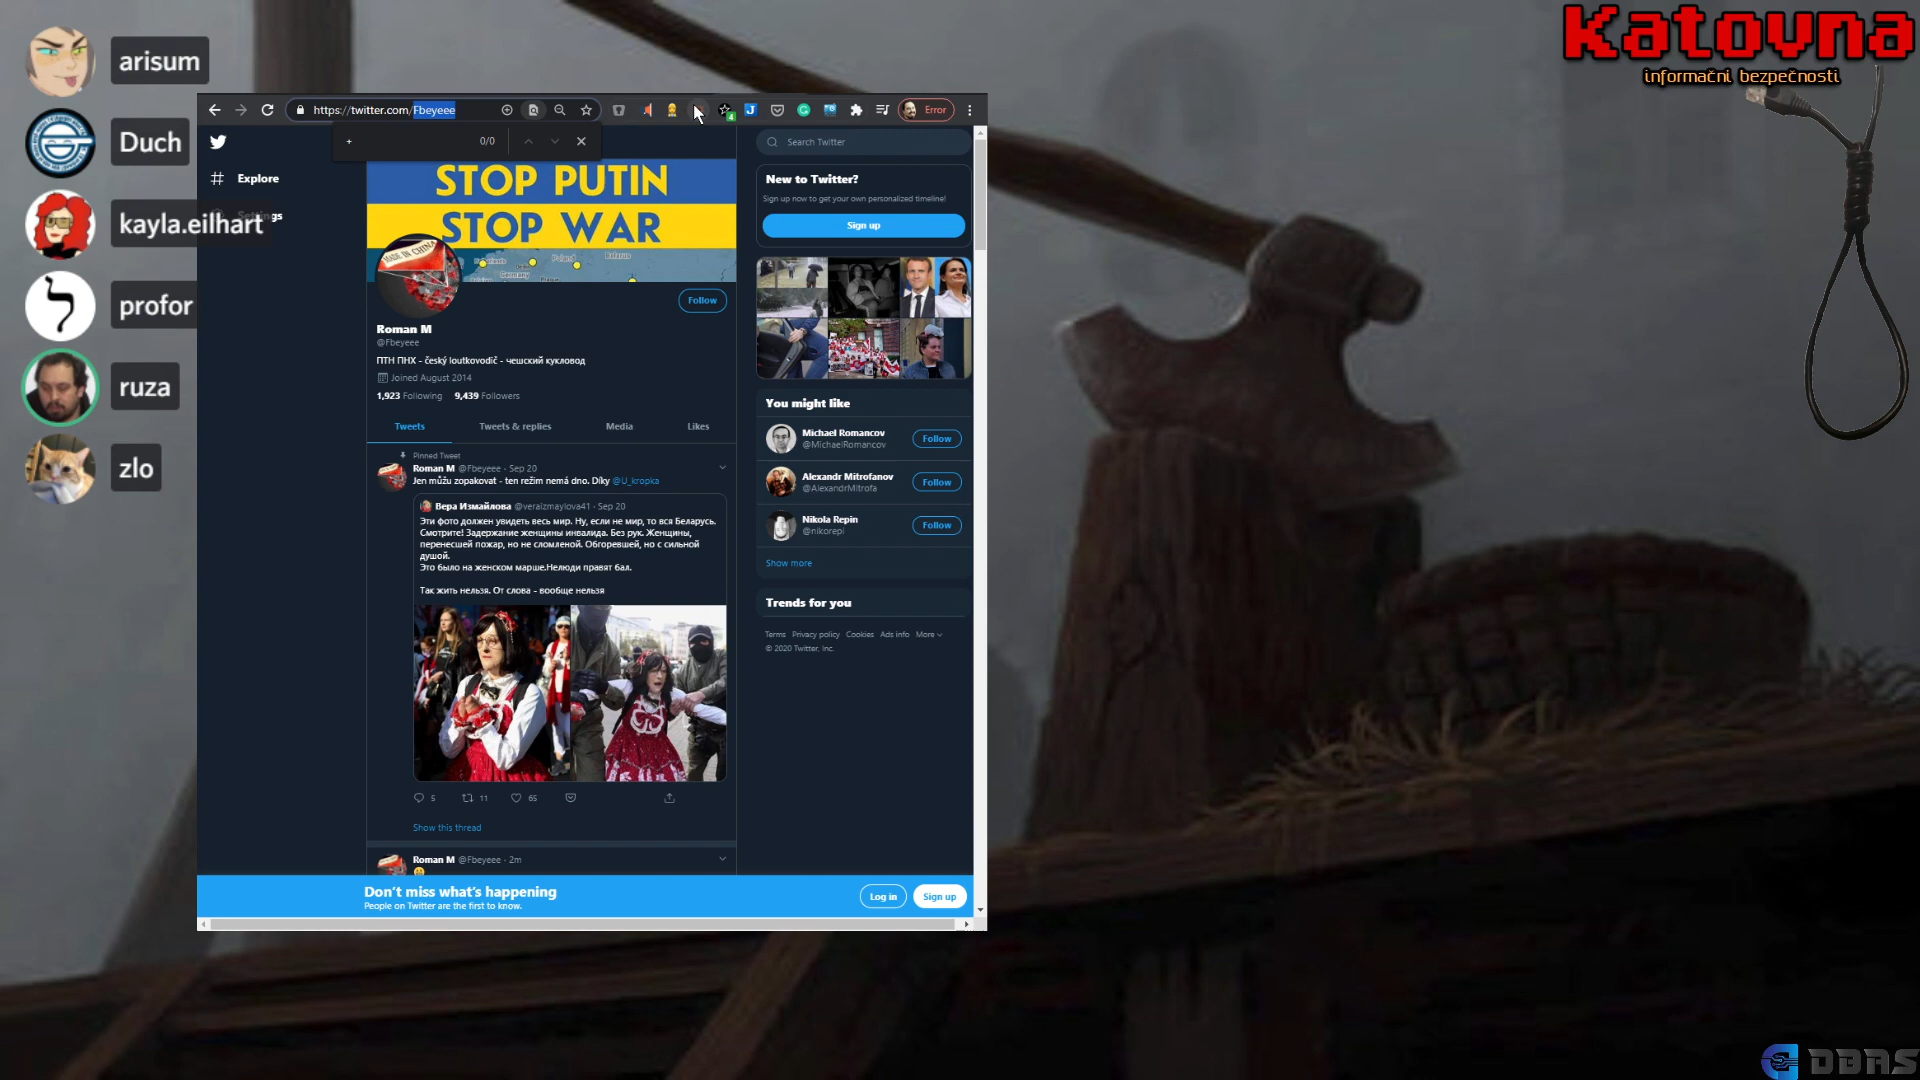 Katovna
informační bezpečnosti
arisum
Duch
kayla.eilhart
profor
ruza
zlo
https://twitter.com/Fbeyeee
Error
+
0/0
Explore
Settings
STOP PUTIN
STOP WAR
MADE IN CHINA
Poland
Belarus
Germany
Follow
Roman M
@Fbeyeee
ПТН ПНХ - český loutkovodič - чешский кукловод
Joined August 2014
1,923 Following 9,439 Followers
Tweets Tweets & replies Media Likes
Pinned Tweet
Roman M @Fbeyeee · Sep 20
Jen můžu zopakovat - ten režim nemá dno. Díky @U_kropka
Вера Измайлова @veraizmaylova41 · Sep 20
Эти фото должен увидеть весь мир. Ну, если не мир, то вся Беларусь.
Смотрите! Задержание женщины инвалида. Без рук. Женщины,
перенесшей пожар, но не сломленой. Обгоревшей, но с сильной
душой.
Это было на женском марше.Нелюди правят бал.
Так жить нельзя. От слова - вообще нельзя
5 11 65
Show this thread
Roman M @Fbeyeee · 2m
Search Twitter
New to Twitter?
Sign up now to get your own personalized timeline!
Sign up
You might like
Michael Romancov
@MichaelRomancov
Follow
Alexandr Mitrofanov
@AlexandrMitrofa
Follow
Nikola Repin
@nikorepi
Follow
Show more
Trends for you
Terms Privacy policy Cookies Ads info More
© 2020 Twitter, Inc.
Don't miss what's happening
People on Twitter are the first to know.
Log in
Sign up
DBAS